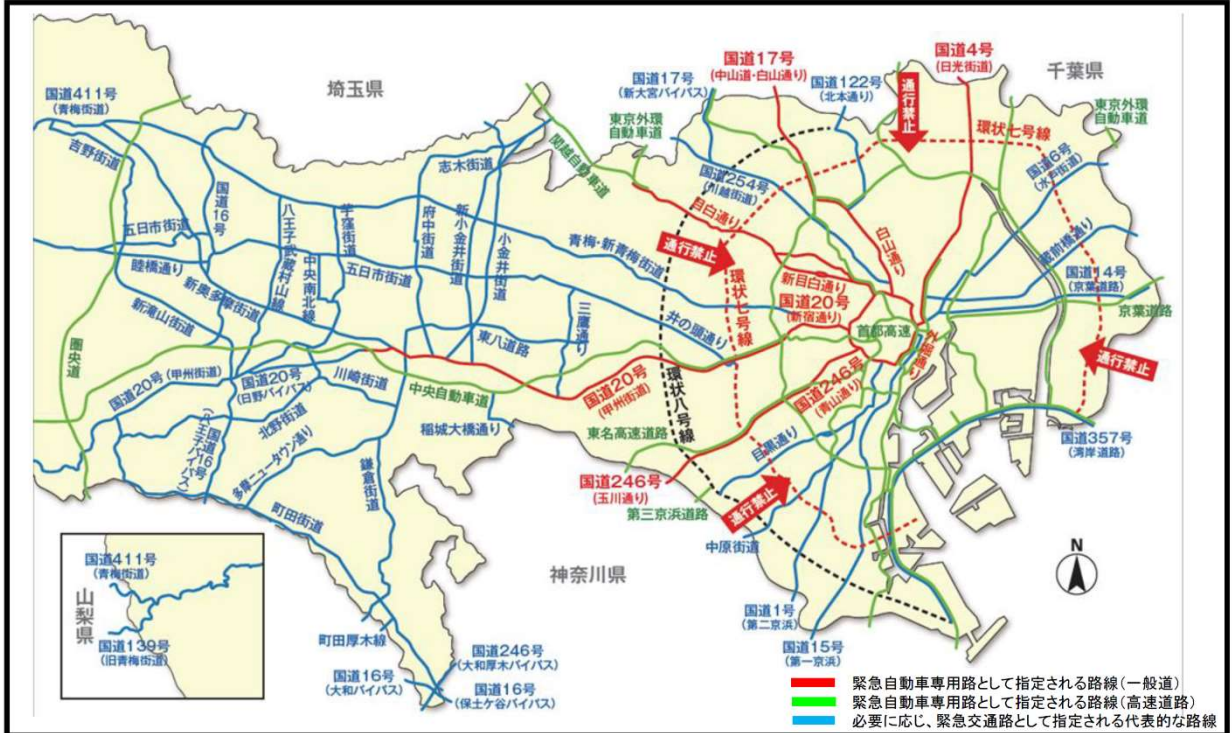 国道411号
(青梅街道)
吉野街道
埼玉県
国道17号
(新大宮バイパス)
国道17号
(中山道・白山通り)
国道122号
(北本通り)
国道4号
(日光街道)
千葉県
東京外環
自動車道
通行禁止
東京外環
自動車道
関越自動車道
環状七号線
国道6号
(水戸街道)
志木街道
国道254号
(川越街道)
目白通り
白山通り
蔵前橋通り
国道16号
八王子武蔵村山線
芋窪街道
中央南北線
府中街道
新小金井街道
小金井街道
五日市街道
睦橋通り
新奥多摩街道
新滝山街道
五日市街道
青梅・新青梅街道
通行禁止
環状七号線
新目白通り
国道20号
(新宿通り)
国道14号
(京葉道路)
京葉道路
三鷹通り
井の頭通り
東八道路
首都高速
外堀通り
通行禁止
圏央道
国道20号(甲州街道)
国道20号
(日野バイパス)
川崎街道
中央自動車道
国道20号
(甲州街道)
環状八号線
国道246号
(青山通り)
北野街道
国道16号
(八王子バイパス)
多摩ニュータウン通り
稲城大橋通り
東名高速道路
目黒通り
国道357号
(湾岸道路)
鎌倉街道
国道246号
(玉川通り)
第三京浜道路
通行禁止
町田街道
中原街道
神奈川県
N
国道411号
(青梅街道)
山梨県
国道139号
(旧青梅街道)
国道1号
(第二京浜)
国道15号
(第一京浜)
町田厚木線
国道246号
(大和厚木バイパス)
国道16号
(大和バイパス)
国道16号
(保土ケ谷バイパス)
緊急自動車専用路として指定される路線(一般道)
緊急自動車専用路として指定される路線(高速道路)
必要に応じ、緊急交通路として指定される代表的な路線